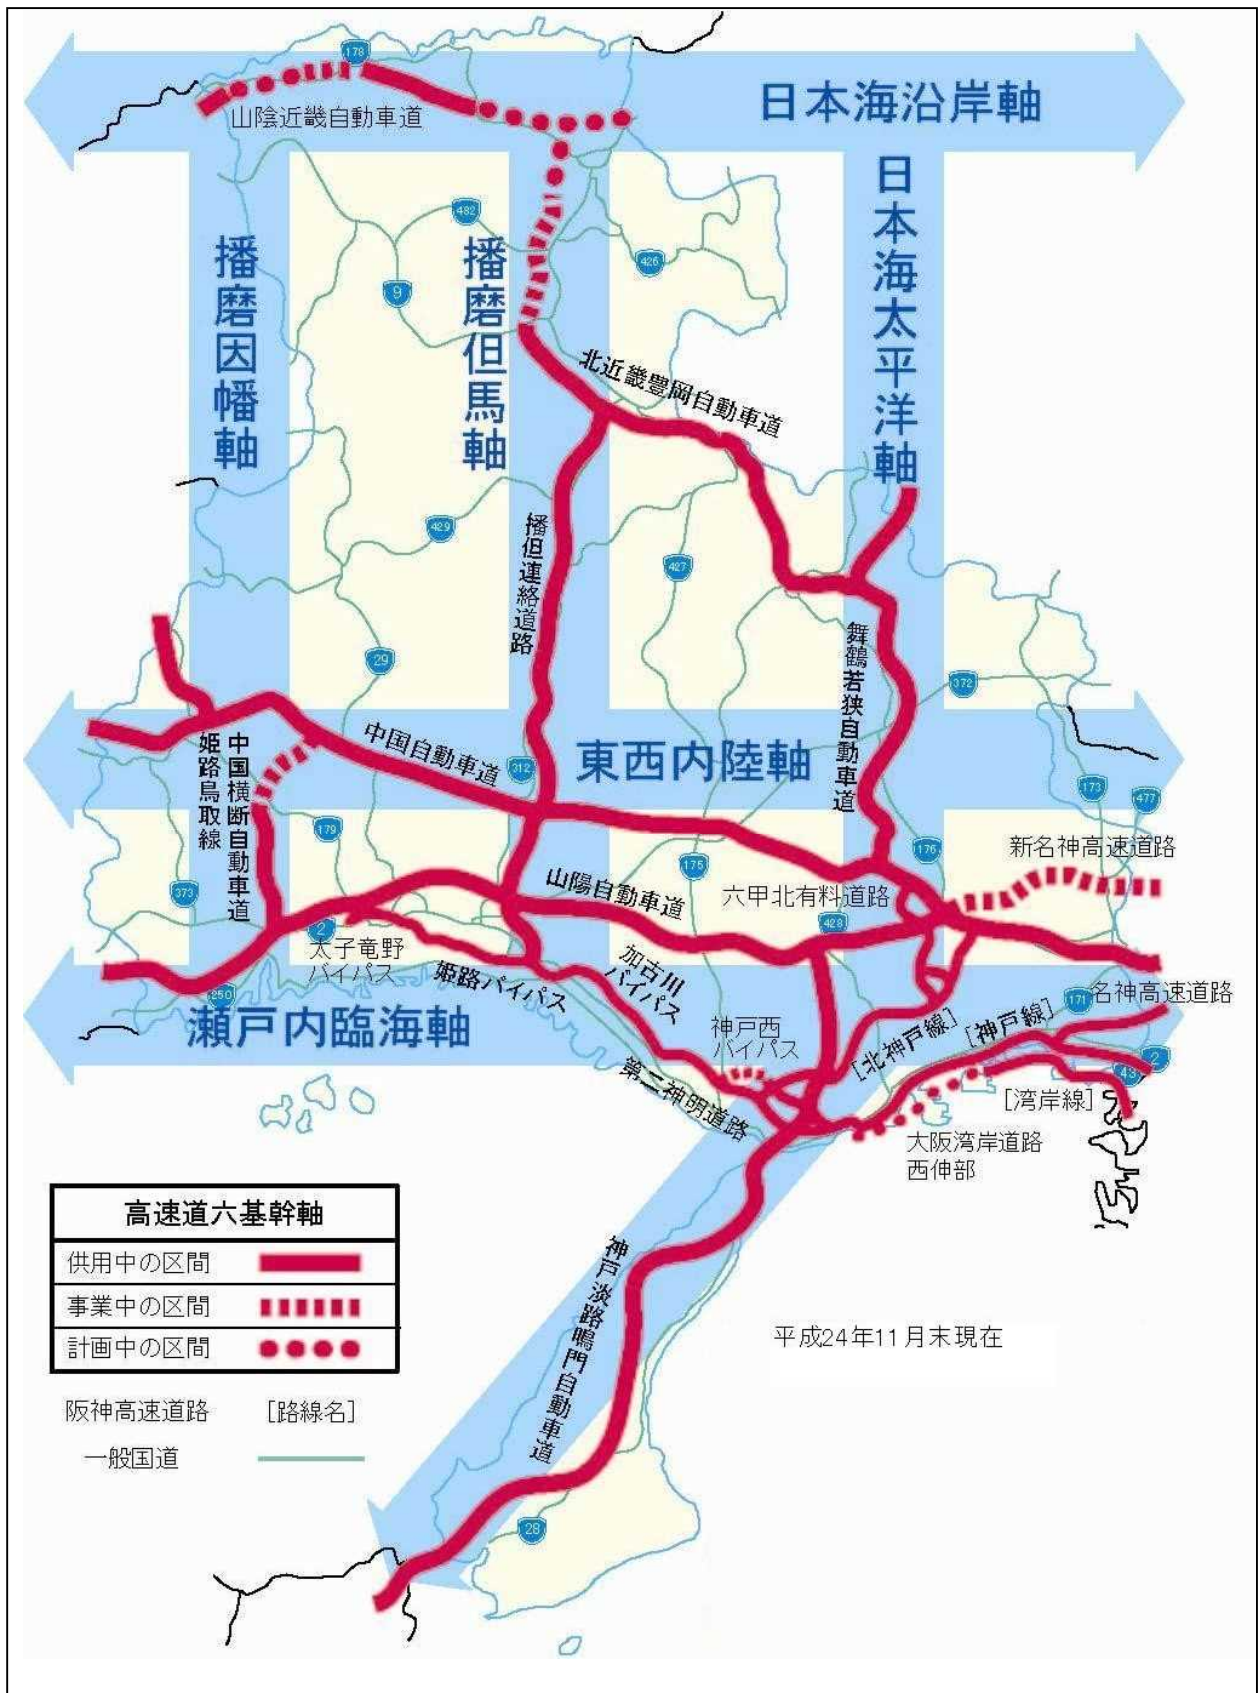 178
山陰近畿自動車道
日本海沿岸軸
日本海太平洋軸
播磨因幡軸
播磨但馬軸
482
426
9
北近畿豊岡自動車道
429
427
播但連絡道路
舞鶴若狭自動車道
29
372
中国自動車道
東西内陸軸
312
中国横断自動車道
姫路鳥取線
173
477
179
176
新名神高速道路
175
373
山陽自動車道
六甲北有料道路
428
2
太子竜野
バイパス
姫路バイパス
加古川
バイパス
250
瀬戸内臨海軸
神戸西
バイパス
[北神戸線]
[神戸線]
171
名神高速道路
2
43
第二神明道路
[湾岸線]
大阪湾岸道路
西伸部
高速道六基幹軸
供用中の区間
事業中の区間
計画中の区間
阪神高速道路 [路線名]
一般国道
神戸淡路鳴門自動車道
平成24年11月末現在
28